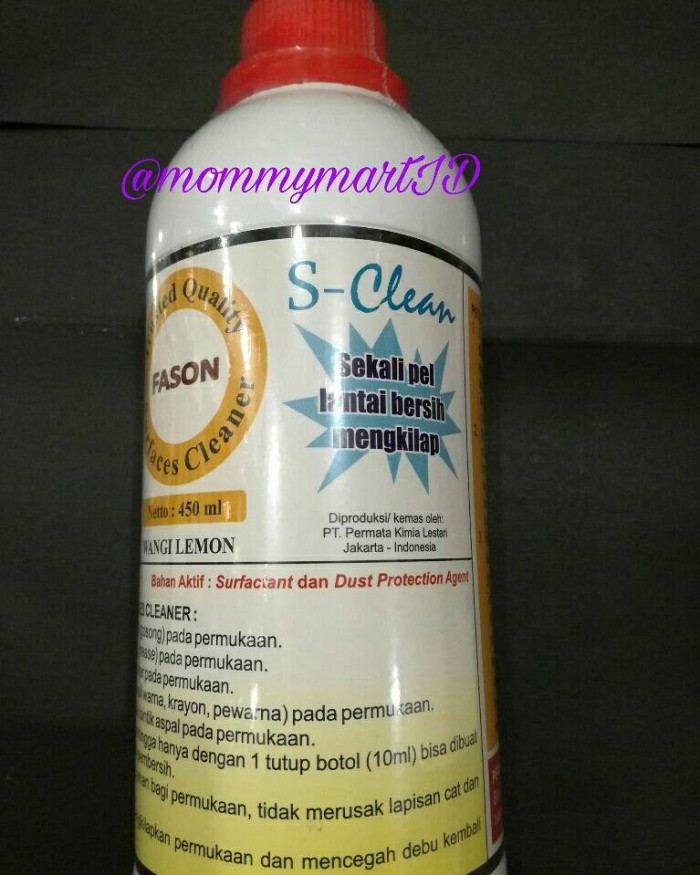 @mommymartID
Quality
FASON
Cleaner
Netto : 450 ml
WANGI LEMON
S-Clean
Sekali pel
lantai bersih
mengkilap
Diproduksi/ kemas oleh:
PT. Permata Kimia Lestari
Jakarta - Indonesia
Bahan Aktif : Surfactant dan Dust Protection Agent
CLEANER :
pada permukaan.
pada permukaan.
pada permukaan.
warna, krayon, pewarna) pada permukaan.
aspal pada permukaan.
hanya dengan 1 tutup botol (10ml) bisa dibuat
bagi permukaan, tidak merusak lapisan cat dan
permukaan dan mencegah debu kembali